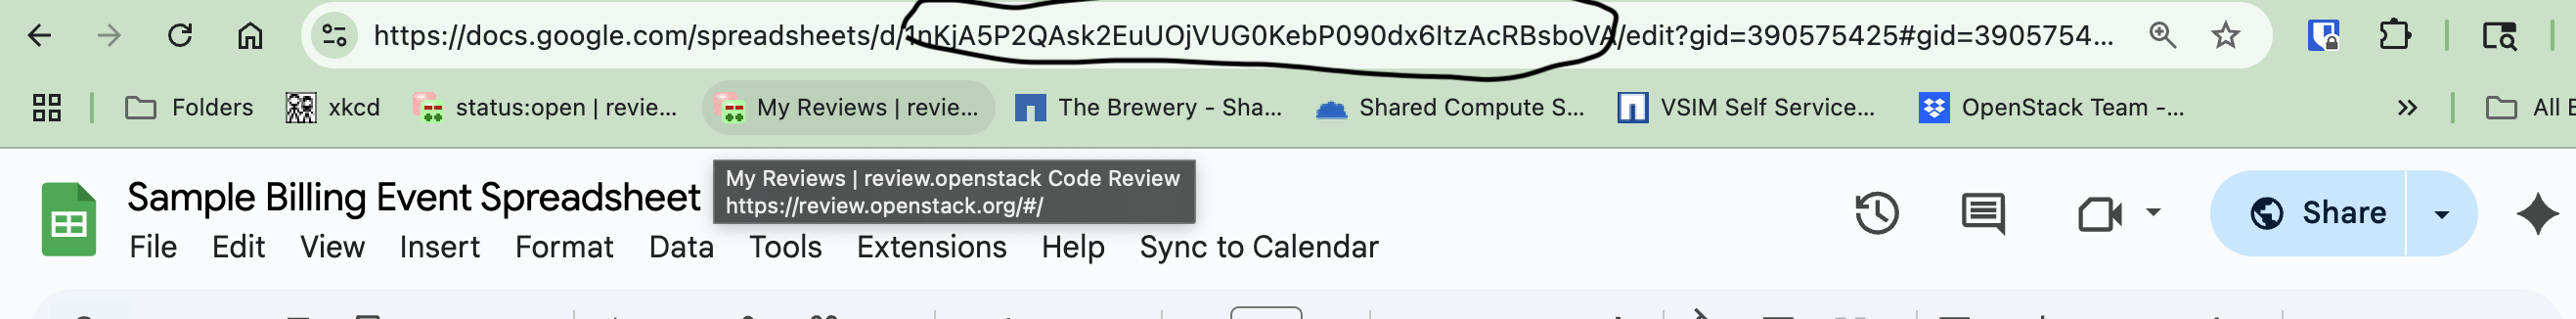 https://docs.google.com/spreadsheets/d/1nKjA5P2QAsk2EuUOjVUG0KebP090dx6ItzAcRBsboVA/edit?gid=390575425#gid=3905754...
Folders xkcd status:open | revie... My Reviews | revie... The Brewery - Sha... Shared Compute S... VSIM Self Service... OpenStack Team -... » All E
Sample Billing Event Spreadsheet
My Reviews | review.openstack Code Review
https://review.openstack.org/#/
Share
File Edit View Insert Format Data Tools Extensions Help Sync to Calendar